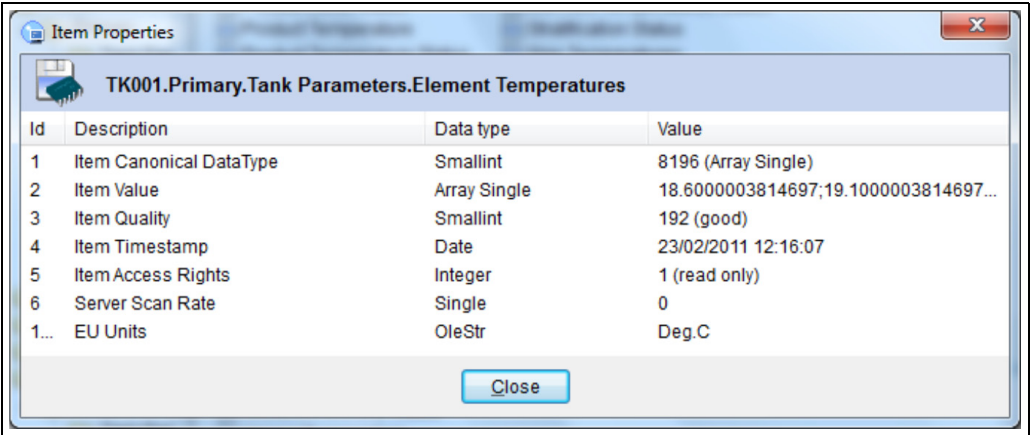 Item Properties
TK001.Primary.Tank Parameters.Element Temperatures
Id Description Data type Value
1 Item Canonical DataType Smallint 8196 (Array Single)
2 Item Value Array Single 18.6000003814697;19.1000003814697...
3 Item Quality Smallint 192 (good)
4 Item Timestamp Date 23/02/2011 12:16:07
5 Item Access Rights Integer 1 (read only)
6 Server Scan Rate Single 0
1... EU Units OleStr Deg.C
Close